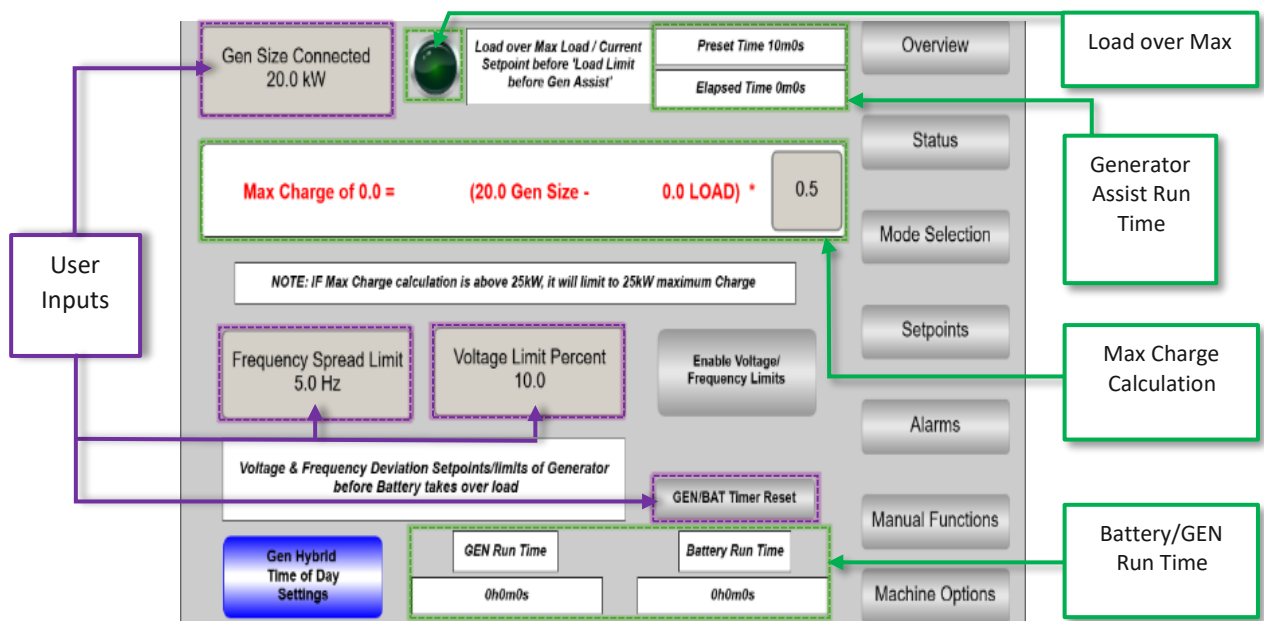 Gen Size Connected
20.0 kW
Load over Max Load / Current
Setpoint before 'Load Limit
before Gen Assist'
Preset Time 10m0s
Elapsed Time 0m0s
Overview
Load over Max
Status
Generator
Assist Run
Time
Max Charge of 0.0 = (20.0 Gen Size - 0.0 LOAD) * 0.5
Mode Selection
User
Inputs
NOTE: IF Max Charge calculation is above 25kW, it will limit to 25kW maximum Charge
Setpoints
Max Charge
Calculation
Frequency Spread Limit
5.0 Hz
Voltage Limit Percent
10.0
Enable Voltage/
Frequency Limits
Alarms
Voltage & Frequency Deviation Setpoints/limits of Generator
before Battery takes over load
GEN/BAT Timer Reset
Manual Functions
Battery/GEN
Run Time
Gen Hybrid
Time of Day
Settings
GEN Run Time
Battery Run Time
0h0m0s
0h0m0s
Machine Options